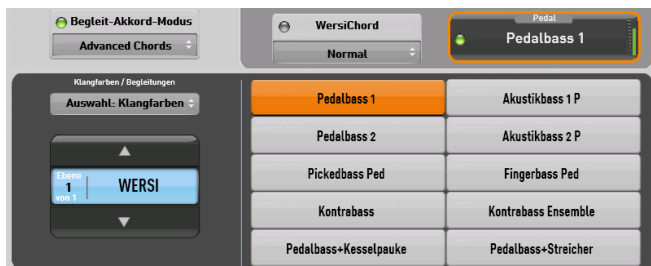 Begleit-Akkord-Modus
Advanced Chords
WersiChord
Normal
Pedal
Pedalbass 1
Klangfarben / Begleitungen
Auswahl: Klangfarben
Ebene
1
von 1
WERSI
Pedalbass 1
Akustikbass 1 P
Pedalbass 2
Akustikbass 2 P
Pickedbass Ped
Fingerbass Ped
Kontrabass
Kontrabass Ensemble
Pedalbass+Kesselpauke
Pedalbass+Streicher